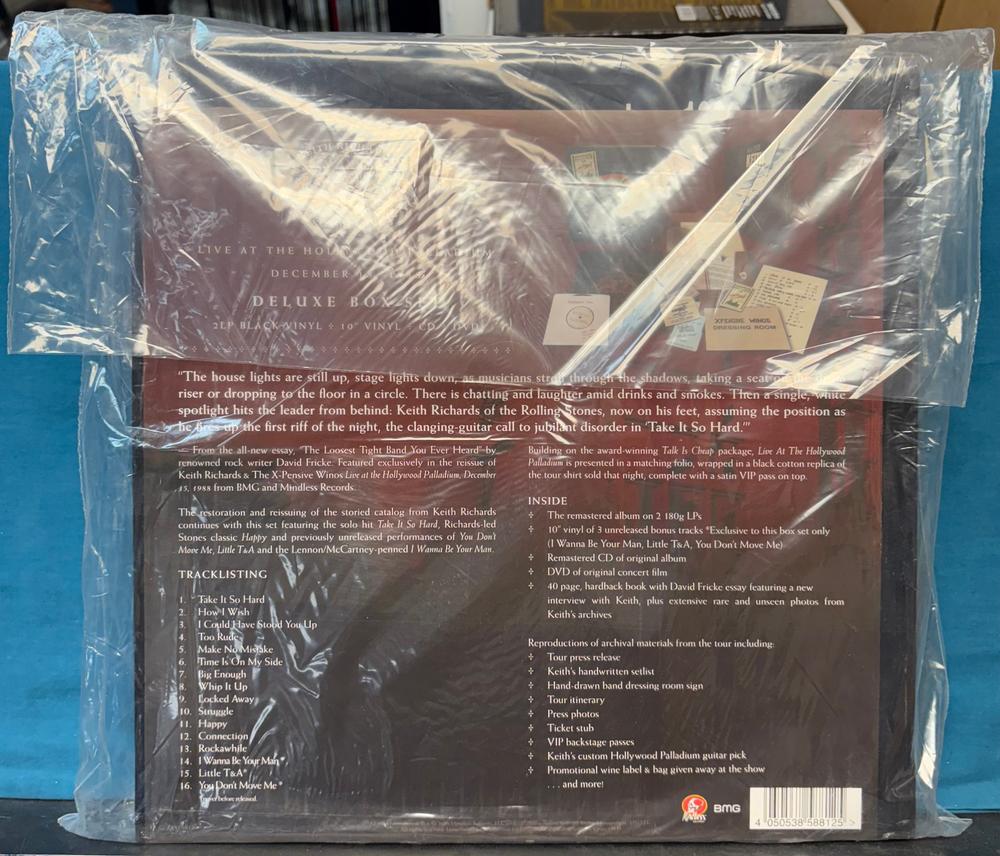 LIVE AT THE
DECEMBER
DELUXE BOX
2LP BLACK VINYL ÷ 10" VINYL ÷ CD
XPENSIVE WINOS
DRESSING ROOM
"The house lights are still up, stage lights down, as musicians stroll through the shadows, taking a seat
riser or dropping to the floor in a circle. There is chatting and laughter amid drinks and smokes. Then a single, white
spotlight hits the leader from behind: Keith Richards of the Rolling Stones, now on his feet, assuming the position as
he fires up the first riff of the night, the clanging-guitar call to jubilant disorder in 'Take It So Hard.'"
— From the all-new essay, "The Loosest Tight Band You Ever Heard" by
renowned rock writer David Fricke. Featured exclusively in the reissue of
Keith Richards & The X-Pensive Winos Live at the Hollywood Palladium, December
15, 1988 from BMG and Mindless Records.
The restoration and reissuing of the storied catalog from Keith Richards
continues with this set featuring the solo hit Take It So Hard, Richards-led
Stones classic Happy and previously unreleased performances of You Don't
Move Me, Little T&A and the Lennon/McCartney-penned I Wanna Be Your Man.
TRACKLISTING
1. Take It So Hard
2. How I Wish
3. I Could Have Stood You Up
4. Too Rude
5. Make No Mistake
6. Time Is On My Side
7. Big Enough
8. Whip It Up
9. Locked Away
10. Struggle
11. Happy
12. Connection
13. Rockawhile
14. I Wanna Be Your Man*
15. Little T&A*
16. You Don't Move Me*
*never before released.
Building on the award-winning Talk Is Cheap package, Live At The Hollywood
Palladium is presented in a matching folio, wrapped in a black cotton replica of
the tour shirt sold that night, complete with a satin VIP pass on top.
INSIDE
÷ The remastered album on 2 180g LPs
÷ 10" vinyl of 3 unreleased bonus tracks *Exclusive to this box set only
(I Wanna Be Your Man, Little T&A, You Don't Move Me)
÷ Remastered CD of original album
÷ DVD of original concert film
÷ 40 page, hardback book with David Fricke essay featuring a new
interview with Keith, plus extensive rare and unseen photos from
Keith's archives
Reproductions of archival materials from the tour including:
÷ Tour press release
÷ Keith's handwritten setlist
÷ Hand-drawn band dressing room sign
÷ Tour itinerary
÷ Press photos
÷ Ticket stub
÷ VIP backstage passes
÷ Keith's custom Hollywood Palladium guitar pick
÷ Promotional wine label & bag given away at the show
. . . and more!
BMG
4 050538 588125 >